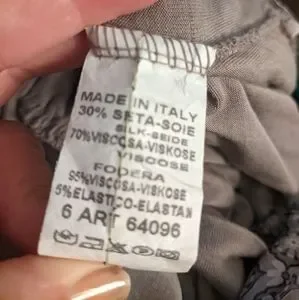 MADE IN ITALY
30% SETA-SOIE
SILK-SEIDE
70%VISCOSA-VISKOSE
VISCOSE
FODERA
95%VISCOSA-VISKOSE
5%ELASTICO-ELASTAN
6 ART 64096